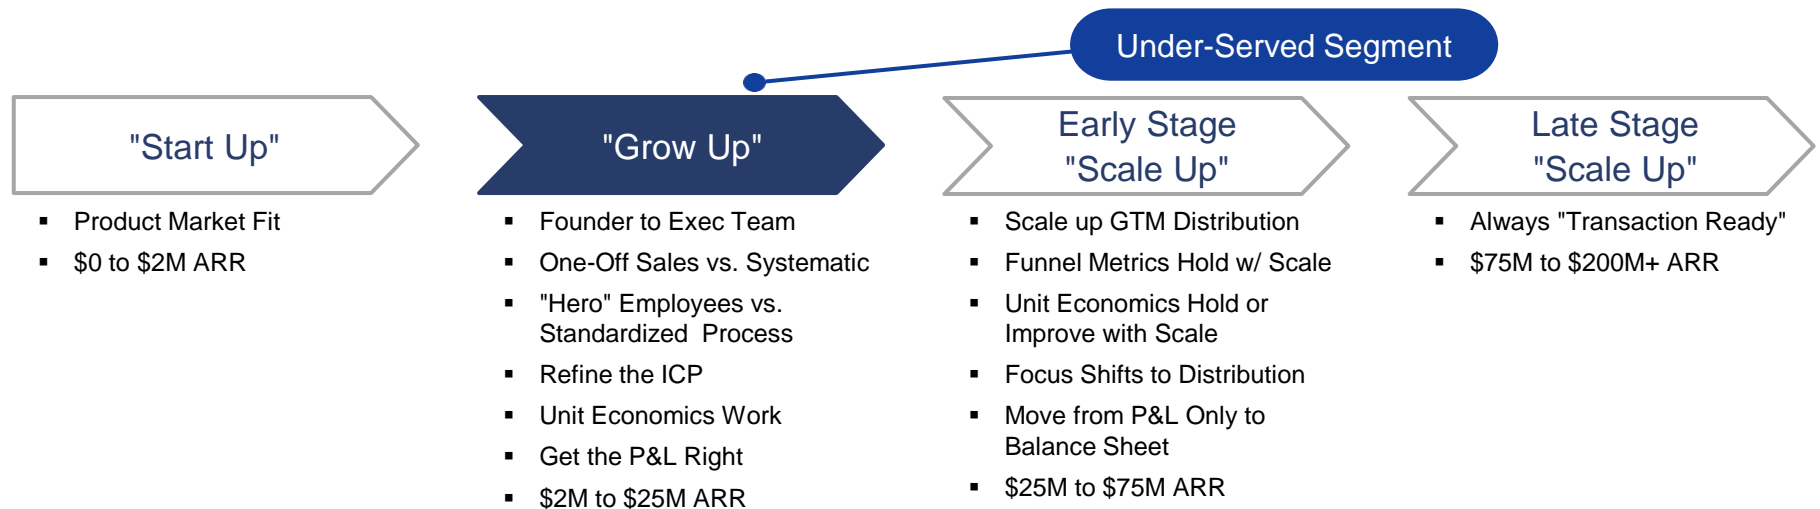 Under-Served Segment
"Start Up"
▪ Product Market Fit
▪ $0 to $2M ARR
"Grow Up"
▪ Founder to Exec Team
▪ One-Off Sales vs. Systematic
▪ "Hero" Employees vs.
Standardized Process
▪ Refine the ICP
▪ Unit Economics Work
▪ Get the P&L Right
▪ $2M to $25M ARR
Early Stage
"Scale Up"
▪ Scale up GTM Distribution
▪ Funnel Metrics Hold w/ Scale
▪ Unit Economics Hold or
Improve with Scale
▪ Focus Shifts to Distribution
▪ Move from P&L Only to
Balance Sheet
▪ $25M to $75M ARR
Late Stage
"Scale Up"
▪ Always "Transaction Ready"
▪ $75M to $200M+ ARR